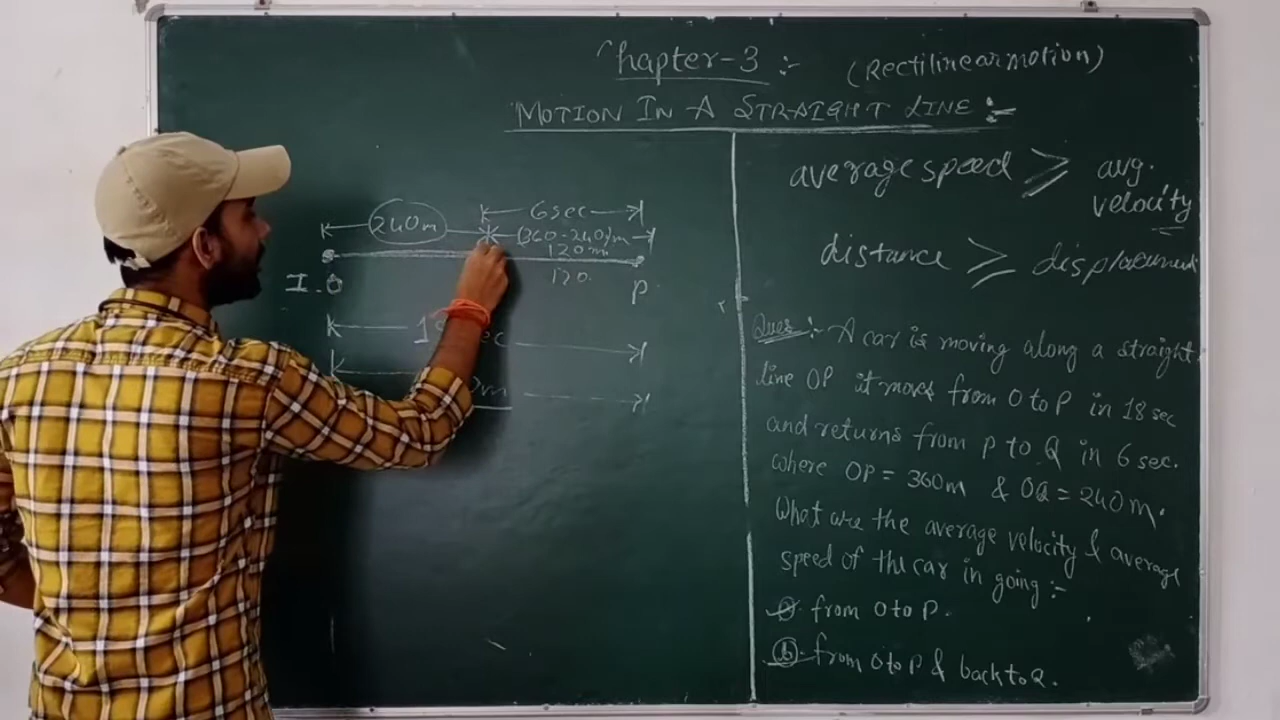 Chapter-3 :- (Rectilinear motion)
MOTION IN A STRAIGHT LINE :-
average speed ≥ avg. velocity
distance ≥ displacement
6sec
240m
(360-240)m
120m
I. O
120
P
Ques :- A car is moving along a straight
line OP it moves from O to P in 18 sec
and returns from P to Q in 6 sec.
where OP = 360m & OQ = 240m.
What are the average velocity & average
speed of the car in going :-
(a) from O to P.
(b) from O to P & back to Q.